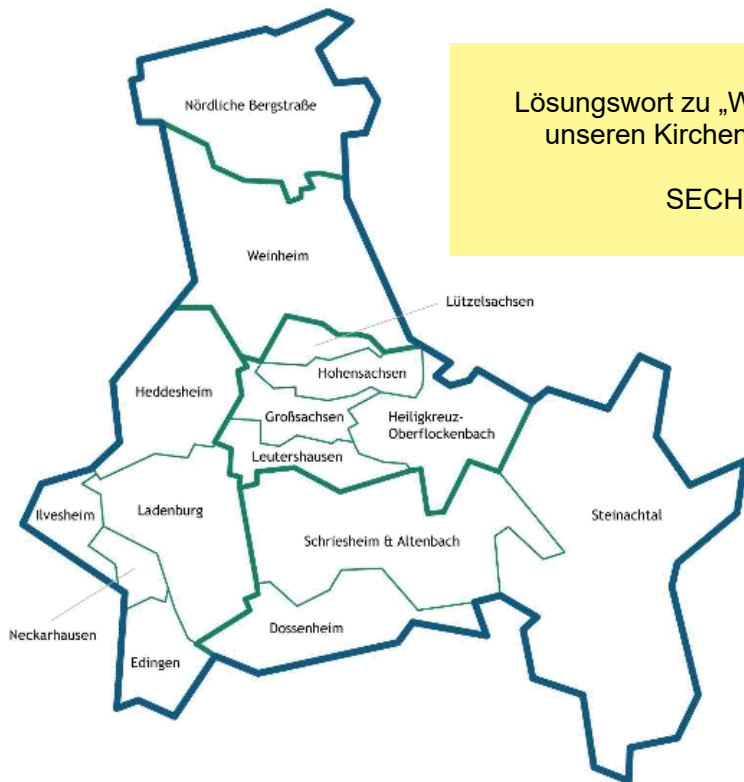 Nördliche Bergstraße
Lösungswort zu „W
unseren Kirchen
SECH
Weinheim
Lützelsachsen
Hohensachsen
Heddesheim
Großsachsen
Heiligkreuz-
Oberflockenbach
Leutershausen
Ilvesheim
Ladenburg
Steinachtal
Schriesheim & Altenbach
Neckarhausen
Dossenheim
Edingen